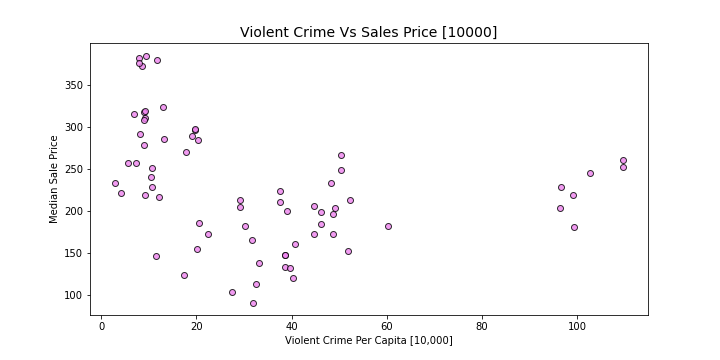 Violent Crime Vs Sales Price [10000]
350
300
250
200
150
100
Median Sale Price
0 20 40 60 80 100
Violent Crime Per Capita [10,000]